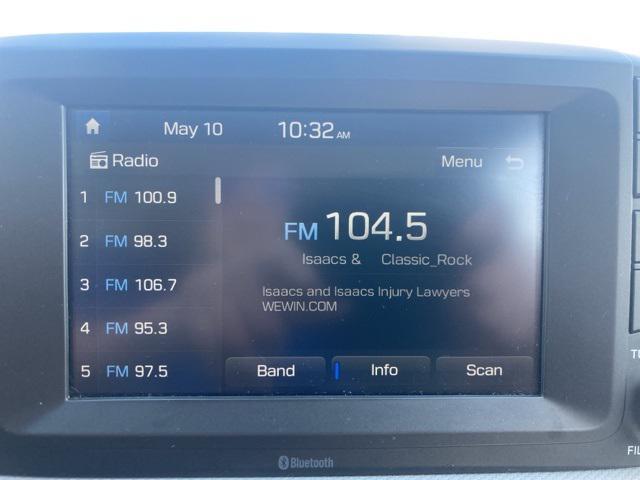 May 10 10:32 AM
Radio Menu
1 FM 100.9
2 FM 98.3
3 FM 106.7
4 FM 95.3
5 FM 97.5
FM 104.5
Isaacs & Classic_Rock
Isaacs and Isaacs Injury Lawyers
WEWIN.COM
Band Info Scan
Bluetooth